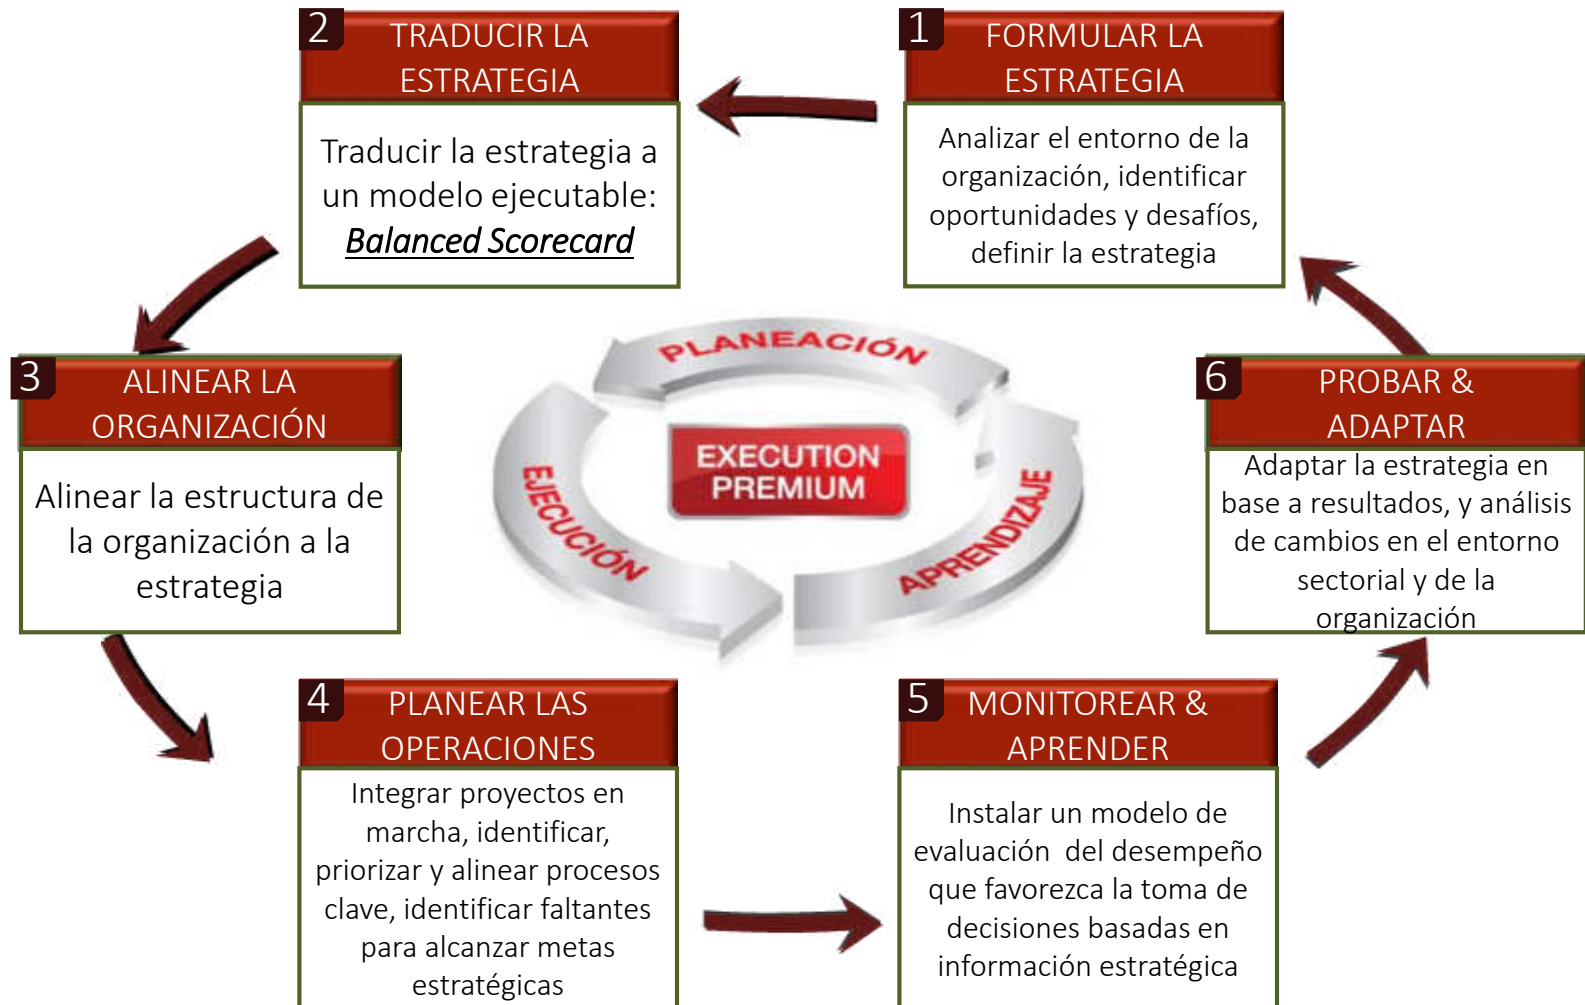 1
FORMULAR LA
ESTRATEGIA
Analizar el entorno de la
organización, identificar
oportunidades y desafíos,
definir la estrategia
2
TRADUCIR LA
ESTRATEGIA
Traducir la estrategia a
un modelo ejecutable:
Balanced Scorecard
3
ALINEAR LA
ORGANIZACIÓN
Alinear la estructura de
la organización a la
estrategia
4
PLANEAR LAS
OPERACIONES
Integrar proyectos en
marcha, identificar,
priorizar y alinear procesos
clave, identificar faltantes
para alcanzar metas
estratégicas
5
MONITOREAR &
APRENDER
Instalar un modelo de
evaluación del desempeño
que favorezca la toma de
decisiones basadas en
información estratégica
6
PROBAR &
ADAPTAR
Adaptar la estrategia en
base a resultados, y análisis
de cambios en el entorno
sectorial y de la
organización
PLANEACIÓN
EJECUCIÓN
APRENDIZAJE
EXECUTION
PREMIUM